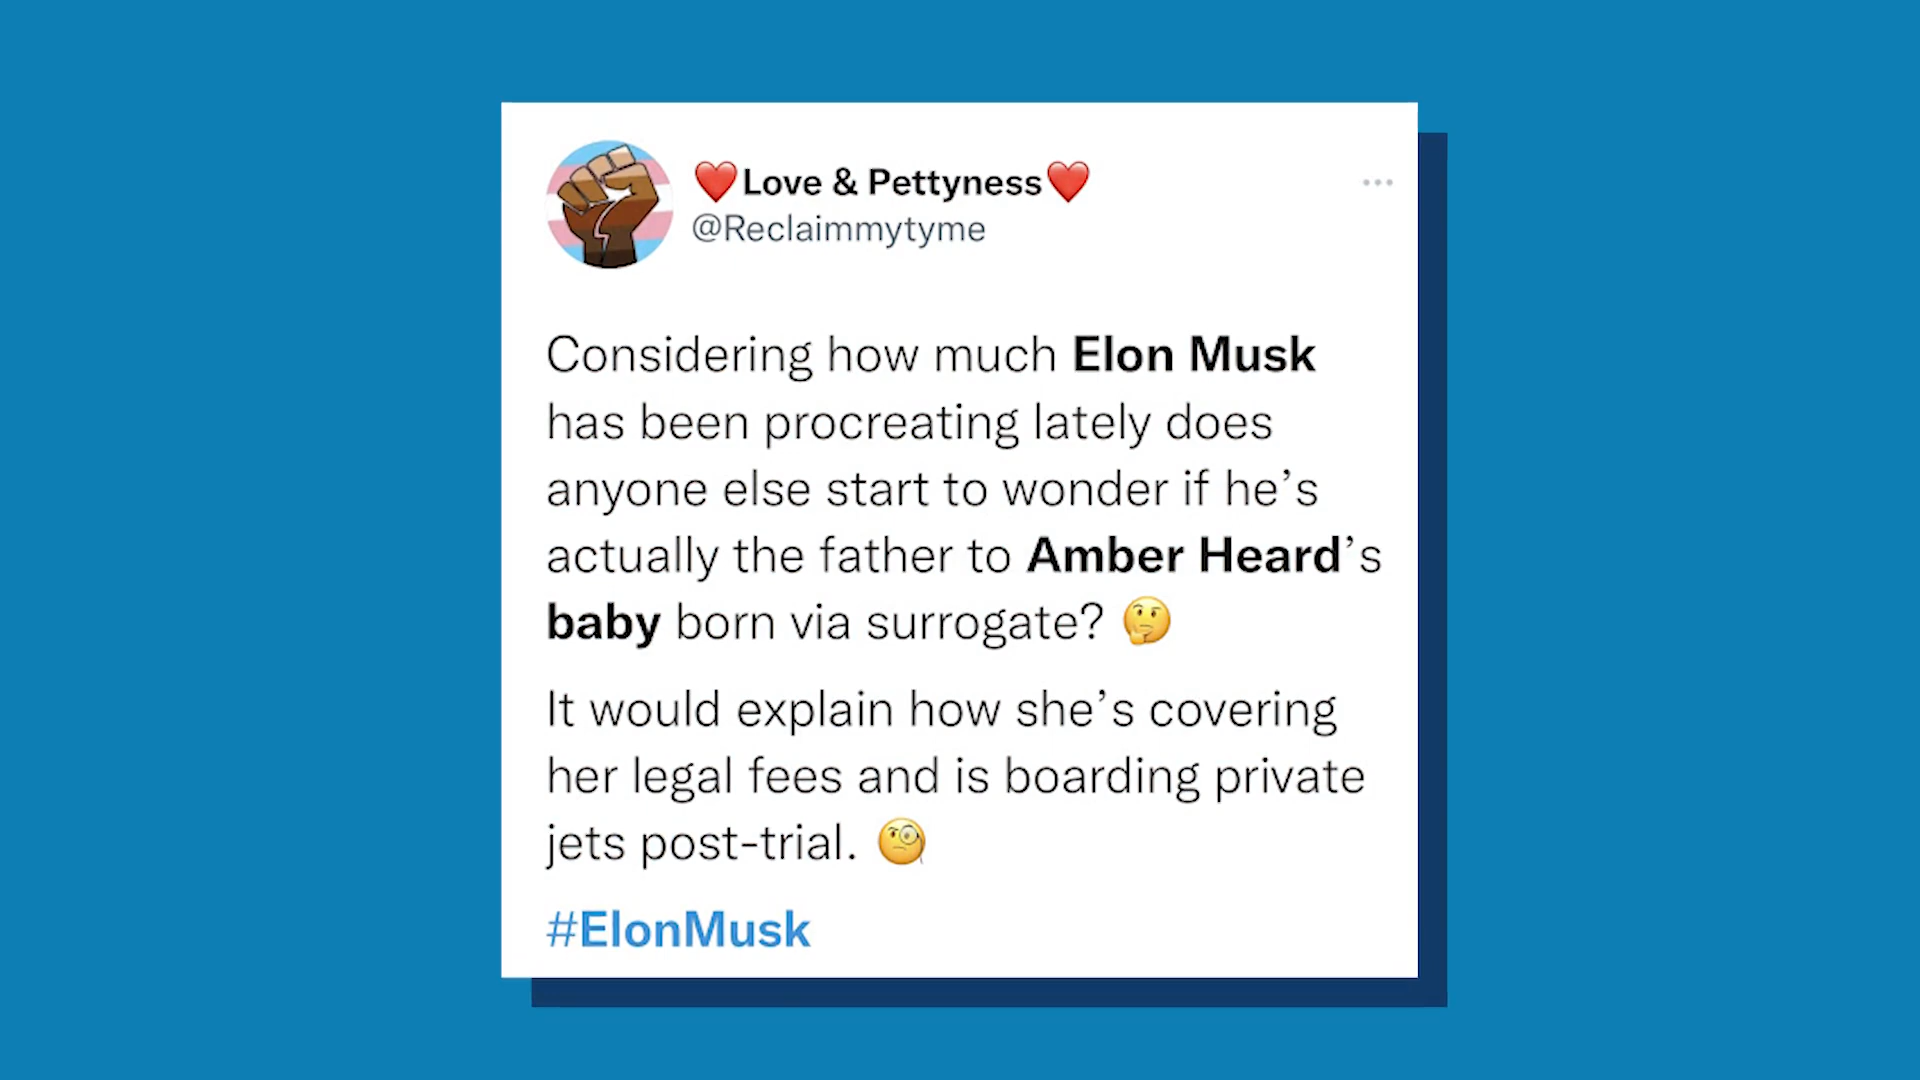 ❤️Love & Pettyness❤️
@Reclaimmytyme
Considering how much Elon Musk
has been procreating lately does
anyone else start to wonder if he’s
actually the father to Amber Heard’s
baby born via surrogate? 🤔
It would explain how she’s covering
her legal fees and is boarding private
jets post-trial. 🧐
#ElonMusk